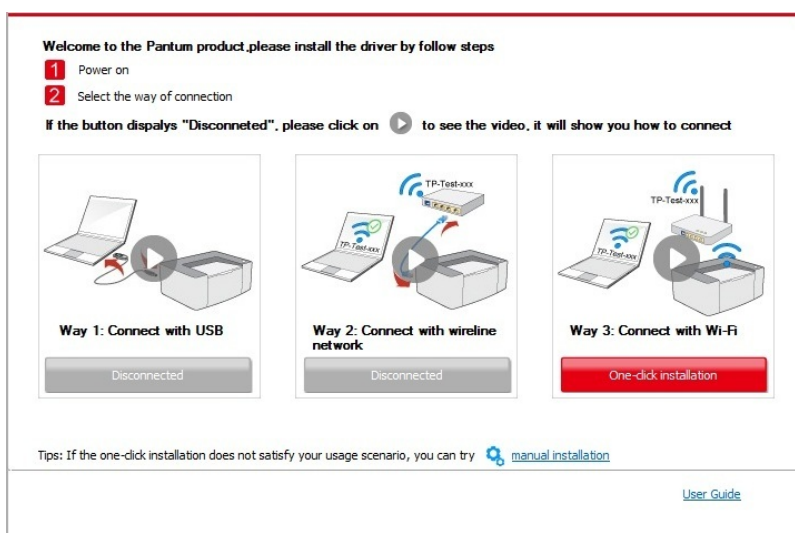 Welcome to the Pantum product,please install the driver by follow steps
1 Power on
2 Select the way of connection
If the button dispalys "Disconneted", please click on to see the video, it will show you how to connect
TP-Test-xxx
TP-Test-xxx
TP-Test-xxx
TP-Test-xxx
Way 1: Connect with USB
Way 2: Connect with wireline
network
Way 3: Connect with Wi-Fi
Disconnected
Disconnected
One-click installation
Tips: If the one-click installation does not satisfy your usage scenario, you can try manual installation
User Guide